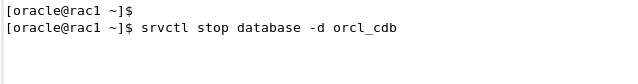 [oracle@rac1 ~]$
[oracle@rac1 ~]$ srvctl stop database -d orcl_cdb